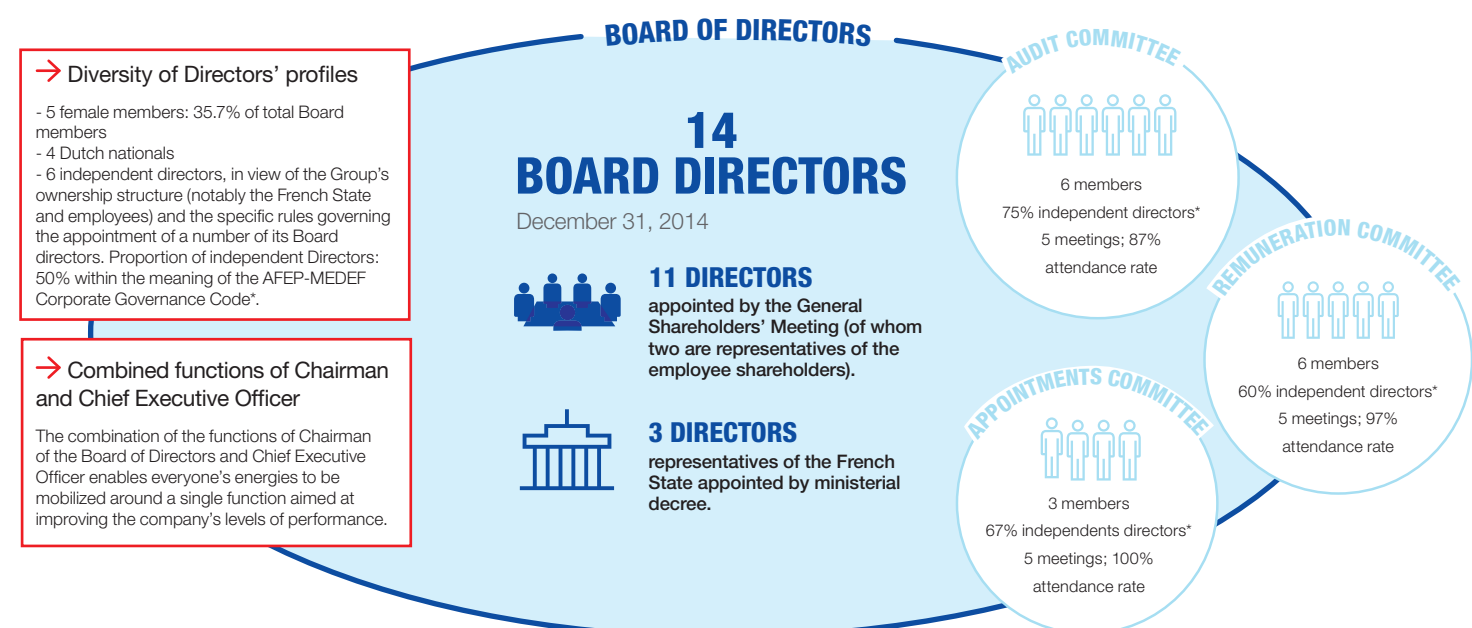 BOARD OF DIRECTORS
→ Diversity of Directors’ profiles
- 5 female members: 35.7% of total Board
members
- 4 Dutch nationals
- 6 independent directors, in view of the Group’s
ownership structure (notably the French State
and employees) and the specific rules governing
the appointment of a number of its Board
directors. Proportion of independent Directors:
50% within the meaning of the AFEP-MEDEF
Corporate Governance Code*.
→ Combined functions of Chairman
and Chief Executive Officer
The combination of the functions of Chairman
of the Board of Directors and Chief Executive
Officer enables everyone’s energies to be
mobilized around a single function aimed at
improving the company’s levels of performance.
14
BOARD DIRECTORS
December 31, 2014
11 DIRECTORS
appointed by the General
Shareholders’ Meeting (of whom
two are representatives of the
employee shareholders).
3 DIRECTORS
representatives of the French
State appointed by ministerial
decree.
AUDIT COMMITTEE
6 members
75% independent directors*
5 meetings; 87%
attendance rate
REMUNERATION COMMITTEE
6 members
60% independent directors*
5 meetings; 97%
attendance rate
APPOINTMENTS COMMITTEE
3 members
67% independents directors*
5 meetings; 100%
attendance rate